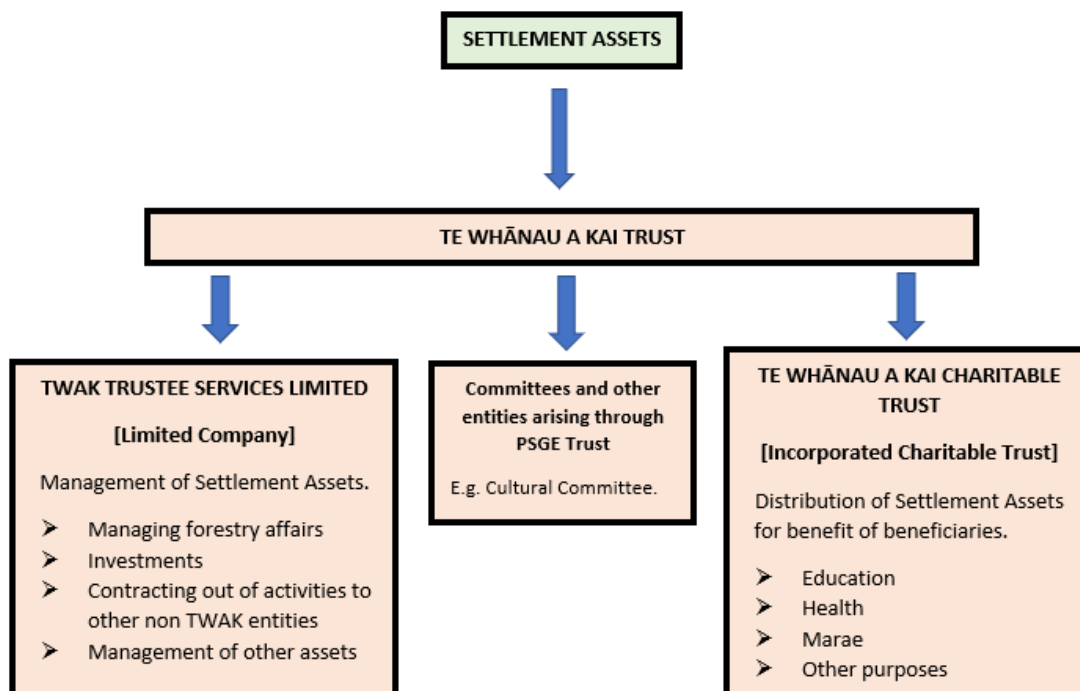 SETTLEMENT ASSETS
TE WHĀNAU A KAI TRUST
TWAK TRUSTEE SERVICES LIMITED
[Limited Company]
Management of Settlement Assets.
➢ Managing forestry affairs
➢ Investments
➢ Contracting out of activities to
other non TWAK entities
➢ Management of other assets
Committees and other
entities arising through
PSGE Trust
E.g. Cultural Committee.
TE WHĀNAU A KAI CHARITABLE
TRUST
[Incorporated Charitable Trust]
Distribution of Settlement Assets
for benefit of beneficiaries.
➢ Education
➢ Health
➢ Marae
➢ Other purposes